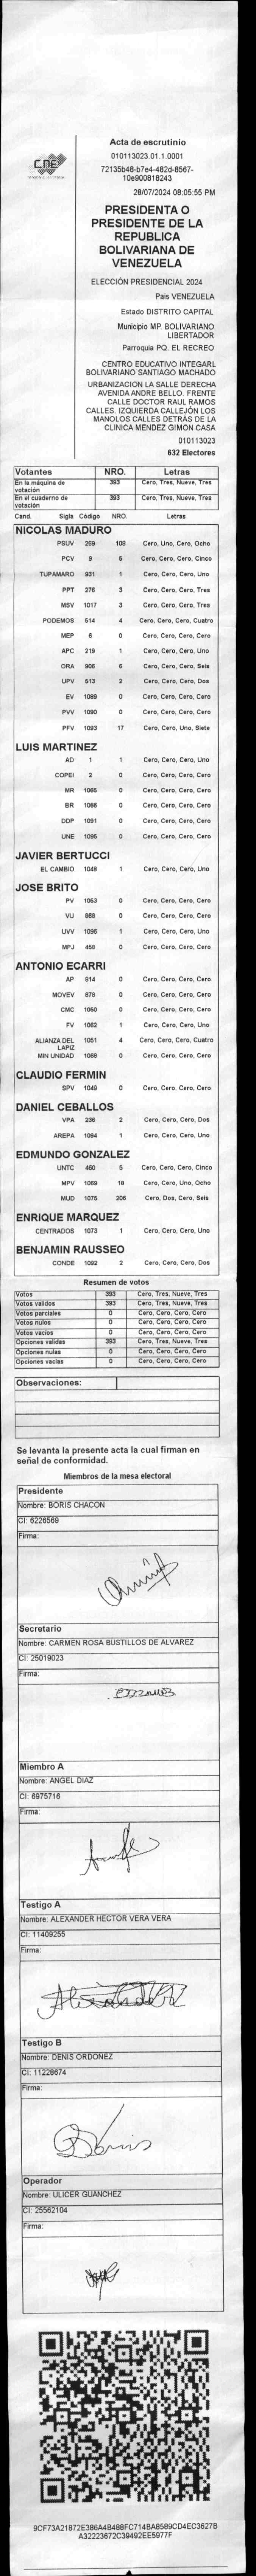 CNE
Acta de escrutinio
010113023.01.1.0001
72135b48-b7e4-482d-8567-
10e900818243
28/07/2024 08:05:55 PM
PRESIDENTA O
PRESIDENTE DE LA
REPUBLICA
BOLIVARIANA DE
VENEZUELA
ELECCIÓN PRESIDENCIAL 2024
Pais VENEZUELA
Estado DISTRITO CAPITAL
Municipio MP. BOLIVARIANO
LIBERTADOR
Parroquia PQ. EL RECREO
CENTRO EDUCATIVO INTEGARL
BOLIVARIANO SANTIAGO MACHADO
URBANIZACION LA SALLE DERECHA
AVENIDA ANDRE BELLO. FRENTE
CALLE DOCTOR RAUL RAMOS
CALLES. IZQUIERDA CALLEJÓN LOS
MANOLOS CALLES DETRÁS DE LA
CLINICA MENDEZ GIMON CASA
010113023
632 Electores
Votantes NRO. Letras
En la máquina de votación 393 Cero, Tres, Nueve, Tres
En el cuaderno de votación 393 Cero, Tres, Nueve, Tres
Cand. Sigla Código NRO. Letras
NICOLAS MADURO
PSUV 269 108 Cero, Uno, Cero, Ocho
PCV 9 5 Cero, Cero, Cero, Cinco
TUPAMARO 931 1 Cero, Cero, Cero, Uno
PPT 276 3 Cero, Cero, Cero, Tres
MSV 1017 3 Cero, Cero, Cero, Tres
PODEMOS 514 4 Cero, Cero, Cero, Cuatro
MEP 6 0 Cero, Cero, Cero, Cero
APC 219 1 Cero, Cero, Cero, Uno
ORA 906 6 Cero, Cero, Cero, Seis
UPV 513 2 Cero, Cero, Cero, Dos
EV 1089 0 Cero, Cero, Cero, Cero
PVV 1090 0 Cero, Cero, Cero, Cero
PFV 1093 17 Cero, Cero, Uno, Siete
LUIS MARTINEZ
AD 1 1 Cero, Cero, Cero, Uno
COPEI 2 0 Cero, Cero, Cero, Cero
MR 1065 0 Cero, Cero, Cero, Cero
BR 1066 0 Cero, Cero, Cero, Cero
DDP 1091 0 Cero, Cero, Cero, Cero
UNE 1095 0 Cero, Cero, Cero, Cero
JAVIER BERTUCCI
EL CAMBIO 1048 1 Cero, Cero, Cero, Uno
JOSE BRITO
PV 1053 0 Cero, Cero, Cero, Cero
VU 868 0 Cero, Cero, Cero, Cero
UVV 1096 1 Cero, Cero, Cero, Uno
MPJ 458 0 Cero, Cero, Cero, Cero
ANTONIO ECARRI
AP 814 0 Cero, Cero, Cero, Cero
MOVEV 878 0 Cero, Cero, Cero, Cero
CMC 1050 0 Cero, Cero, Cero, Cero
FV 1062 1 Cero, Cero, Cero, Uno
ALIANZA DEL LAPIZ 1051 4 Cero, Cero, Cero, Cuatro
MIN UNIDAD 1068 0 Cero, Cero, Cero, Cero
CLAUDIO FERMIN
SPV 1049 0 Cero, Cero, Cero, Cero
DANIEL CEBALLOS
VPA 236 2 Cero, Cero, Cero, Dos
AREPA 1094 1 Cero, Cero, Cero, Uno
EDMUNDO GONZALEZ
UNTC 460 5 Cero, Cero, Cero, Cinco
MPV 1069 18 Cero, Cero, Uno, Ocho
MUD 1075 206 Cero, Dos, Cero, Seis
ENRIQUE MARQUEZ
CENTRADOS 1073 1 Cero, Cero, Cero, Uno
BENJAMIN RAUSSEO
CONDE 1092 2 Cero, Cero, Cero, Dos
Resumen de votos
Votos 393 Cero, Tres, Nueve, Tres
Votos validos 393 Cero, Tres, Nueve, Tres
Votos parciales 0 Cero, Cero, Cero, Cero
Votos nulos 0 Cero, Cero, Cero, Cero
Votos vacios 0 Cero, Cero, Cero, Cero
Opciones validas 393 Cero, Tres, Nueve, Tres
Opciones nulas 0 Cero, Cero, Cero, Cero
Opciones vacias 0 Cero, Cero, Cero, Cero
Observaciones:
Se levanta la presente acta la cual firman en
señal de conformidad.
Miembros de la mesa electoral
Presidente
Nombre: BORIS CHACON
CI: 6226569
Firma:
Secretario
Nombre: CARMEN ROSA BUSTILLOS DE ALVAREZ
CI: 25019023
Firma:
Miembro A
Nombre: ANGEL DIAZ
CI: 6975716
Firma:
Testigo A
Nombre: ALEXANDER HECTOR VERA VERA
CI: 11409255
Firma:
Testigo B
Nombre: DENIS ORDOÑEZ
CI: 11228674
Firma:
Denis
Operador
Nombre: ULICER GUANCHEZ
CI: 25562104
Firma:
9CF73A21872E386A4B488FC714BA8589CD4EC3627B
A32223672C39492EE5977F